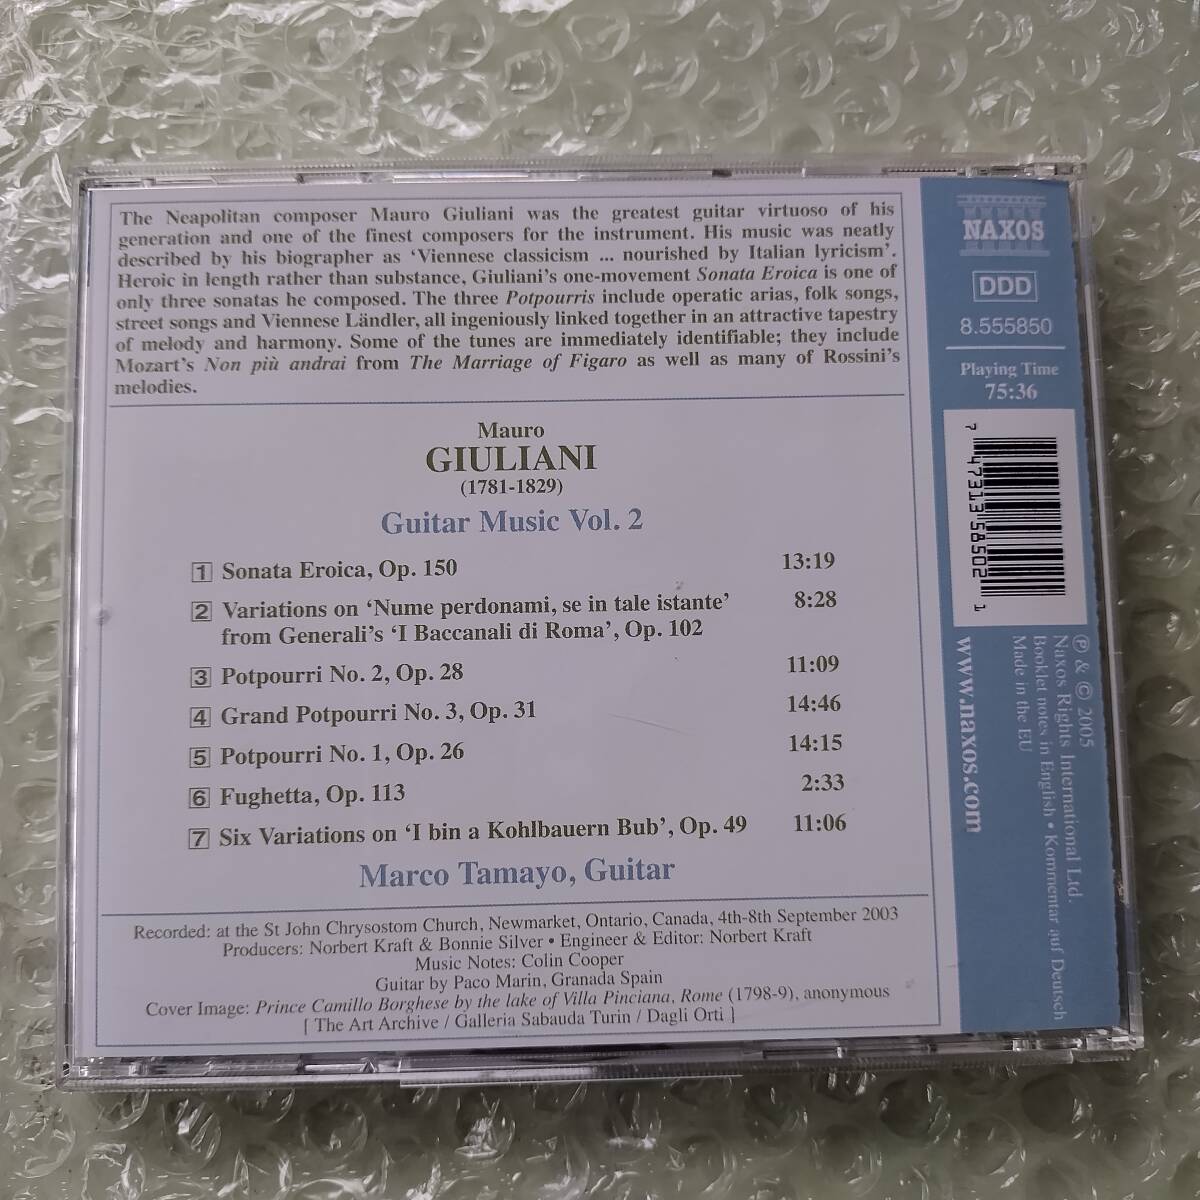 The Neapolitan composer Mauro Giuliani was the greatest guitar virtuoso of his
generation and one of the finest composers for the instrument. His music was neatly
described by his biographer as ‘Viennese classicism ... nourished by Italian lyricism’.
Heroic in length rather than substance, Giuliani’s one-movement Sonata Eroica is one of
only three sonatas he composed. The three Potpourris include operatic arias, folk songs,
street songs and Viennese Ländler, all ingeniously linked together in an attractive tapestry
of melody and harmony. Some of the tunes are immediately identifiable; they include
Mozart’s Non più andrai from The Marriage of Figaro as well as many of Rossini’s
melodies.
Mauro
GIULIANI
(1781-1829)
Guitar Music Vol. 2
1 Sonata Eroica, Op. 150 13:19
2 Variations on ‘Nume perdonami, se in tale istante’ 8:28
from Generali’s ‘I Baccanali di Roma’, Op. 102
3 Potpourri No. 2, Op. 28 11:09
4 Grand Potpourri No. 3, Op. 31 14:46
5 Potpourri No. 1, Op. 26 14:15
6 Fughetta, Op. 113 2:33
7 Six Variations on ‘I bin a Kohlbauern Bub’, Op. 49 11:06
Marco Tamayo, Guitar
Recorded: at the St John Chrysostom Church, Newmarket, Ontario, Canada, 4th-8th September 2003
Producers: Norbert Kraft & Bonnie Silver • Engineer & Editor: Norbert Kraft
Music Notes: Colin Cooper
Guitar by Paco Marin, Granada Spain
Cover Image: Prince Camillo Borghese by the lake of Villa Pinciana, Rome (1798-9), anonymous
[ The Art Archive / Galleria Sabauda Turin / Dagli Orti ]
NAXOS
DDD
8.555850
Playing Time
75:36
7 47313 58502 1
℗ & © 2005
Naxos Rights International Ltd.
Booklet notes in English • Kommentar auf Deutsch
Made in the EU
www.naxos.com